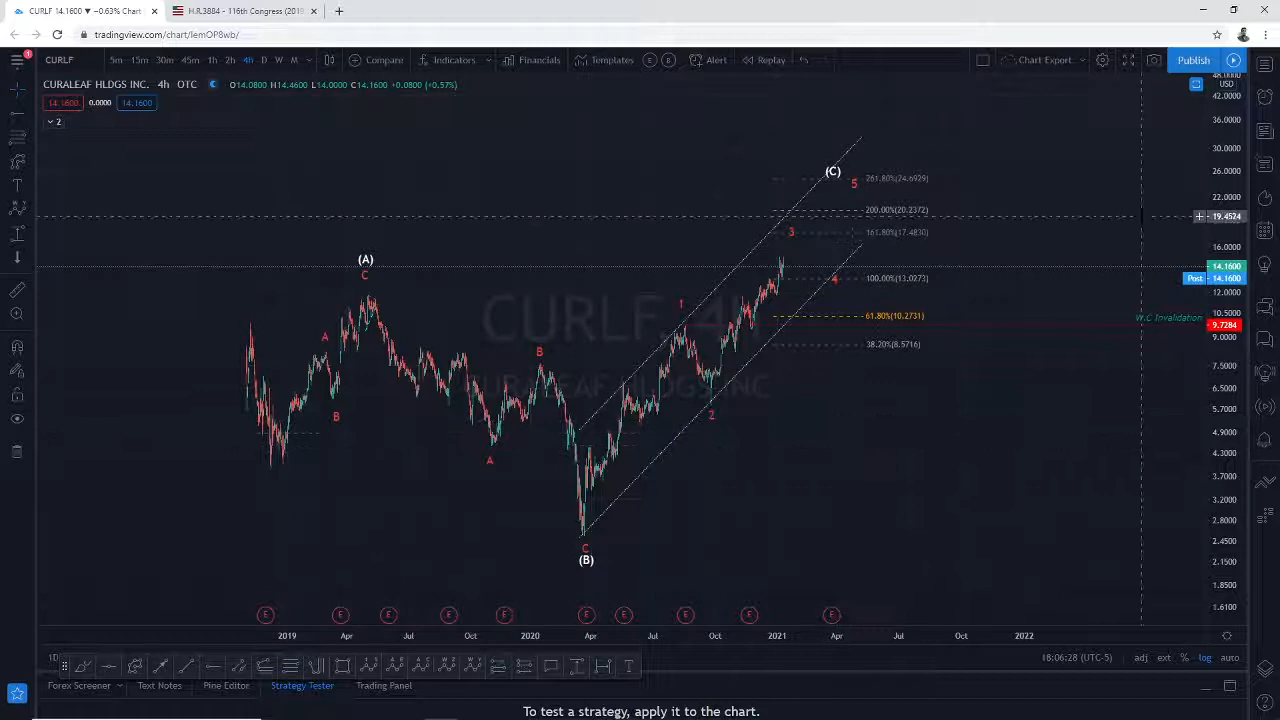 CURLF 14.1600 ▼ −0.63% Chart
H.R.3884 - 116th Congress (2019
tradingview.com/chart/lemOP8wb/
1
CURLF
5m 15m 30m 45m 1h 2h 4h D W M
Compare
Indicators
Financials
Templates
E B
Alert
Replay
Chart Export
Publish
CURALEAF HLDGS INC. 4h OTC
O14.0800 H14.4600 L14.0000 C14.1600 +0.0800 (+0.57%)
14.1600 0.0000 14.1600
2
CURLF, 4H
CURALEAF HLDGS INC
48.0000
USD
42.0000
36.0000
30.0000
26.0000
22.0000
19.4524
16.0000
14.1600
Post 14.1600
12.0000
10.5000
9.7284
9.0000
7.5000
6.5000
5.7000
4.9000
4.3000
3.7000
3.2000
2.8000
2.4500
2.1500
1.8500
1.6100
(C)
5
261.80%(24.6929)
200.00%(20.2372)
3
161.80%(17.4830)
4
100.00%(13.0273)
61.80%(10.2731)
W.C Invalidation
38.20%(8.5716)
(A)
C
A
B
B
A
1
2
C
(B)
E E E E E E E E E E
2019 Apr Jul Oct 2020 Apr Jul Oct 2021 Apr Jul Oct 2022
1D
18:06:28 (UTC-5)
adj ext % log auto
Forex Screener
Text Notes
Pine Editor
Strategy Tester
Trading Panel
To test a strategy, apply it to the chart.